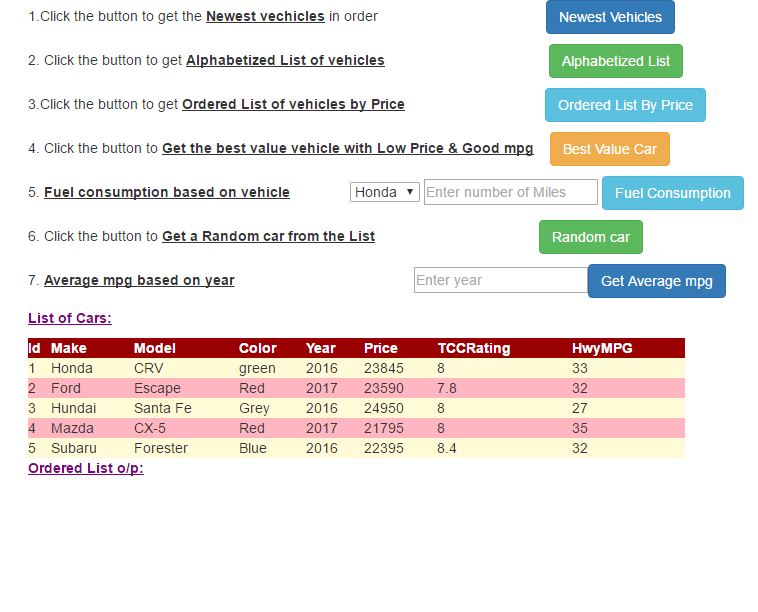 1.Click the button to get the Newest vechicles in order Newest Vehicles
2. Click the button to get Alphabetized List of vehicles Alphabetized List
3.Click the button to get Ordered List of vehicles by Price Ordered List By Price
4. Click the button to Get the best value vehicle with Low Price & Good mpg Best Value Car
5. Fuel consumption based on vehicle Honda Enter number of Miles Fuel Consumption
6. Click the button to Get a Random car from the List Random car
7. Average mpg based on year Enter year Get Average mpg
List of Cars:
Id Make Model Color Year Price TCCRating HwyMPG
1 Honda CRV green 2016 23845 8 33
2 Ford Escape Red 2017 23590 7.8 32
3 Hundai Santa Fe Grey 2016 24950 8 27
4 Mazda CX-5 Red 2017 21795 8 35
5 Subaru Forester Blue 2016 22395 8.4 32
Ordered List o/p: